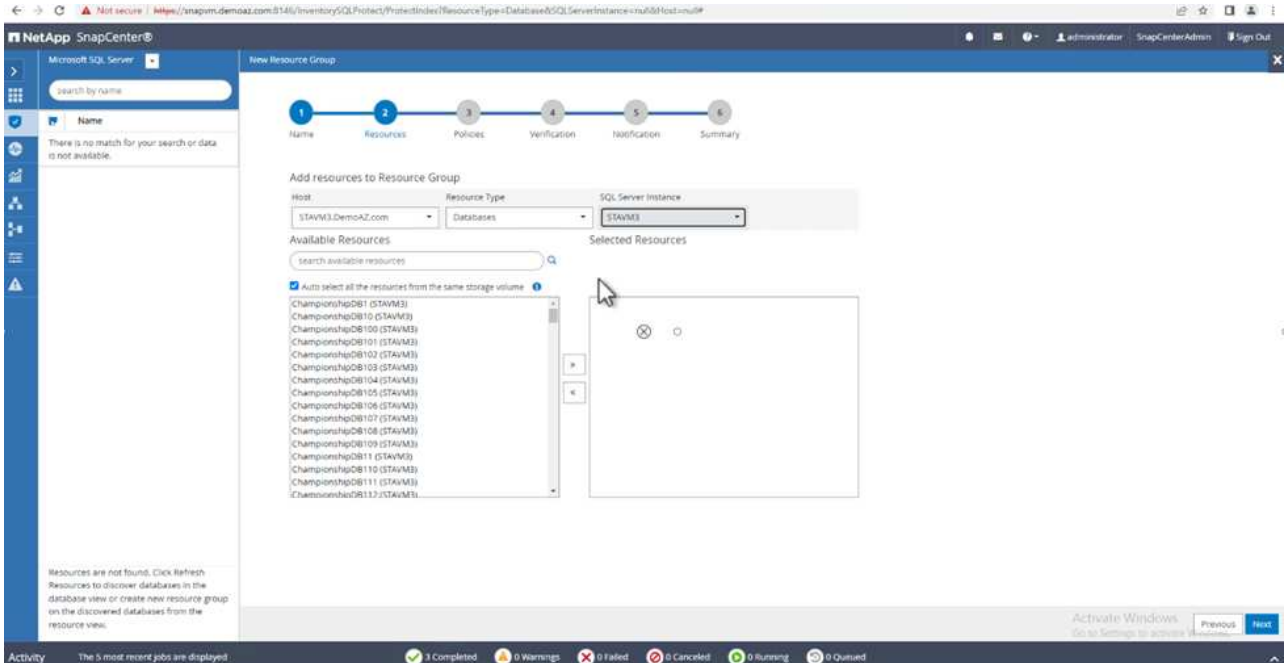 Not secure | https://snapvm.demoaz.com:8146/InventorySQLProtect/ProtectIndex?ResourceType=Database&SQLServerInstance=null&Host=null#
NetApp SnapCenter®
administrator SnapCenterAdmin Sign Out
Microsoft SQL Server
New Resource Group
search by name
Name
There is no match for your search or data
is not available.
1 2 3 4 5 6
Name Resources Policies Verification Notification Summary
Add resources to Resource Group
Host Resource Type SQL Server Instance
STAVM3.DemoAZ.com Databases STAVM3
Available Resources Selected Resources
search available resources
Auto select all the resources from the same storage volume
ChampionshipDB1 (STAVM3)
ChampionshipDB10 (STAVM3)
ChampionshipDB100 (STAVM3)
ChampionshipDB101 (STAVM3)
ChampionshipDB102 (STAVM3)
ChampionshipDB103 (STAVM3)
ChampionshipDB104 (STAVM3)
ChampionshipDB105 (STAVM3)
ChampionshipDB106 (STAVM3)
ChampionshipDB107 (STAVM3)
ChampionshipDB108 (STAVM3)
ChampionshipDB109 (STAVM3)
ChampionshipDB11 (STAVM3)
ChampionshipDB110 (STAVM3)
ChampionshipDB111 (STAVM3)
ChampionshipDB112 (STAVM3)
Resources are not found. Click Refresh
Resources to discover databases in the
database view or create new resource group
on the discovered databases from the
resource view.
Activate Windows
Go to Settings to activate
Previous Next
Activity The 5 most recent jobs are displayed 3 Completed 0 Warnings 0 Failed 0 Canceled 0 Running 0 Queued